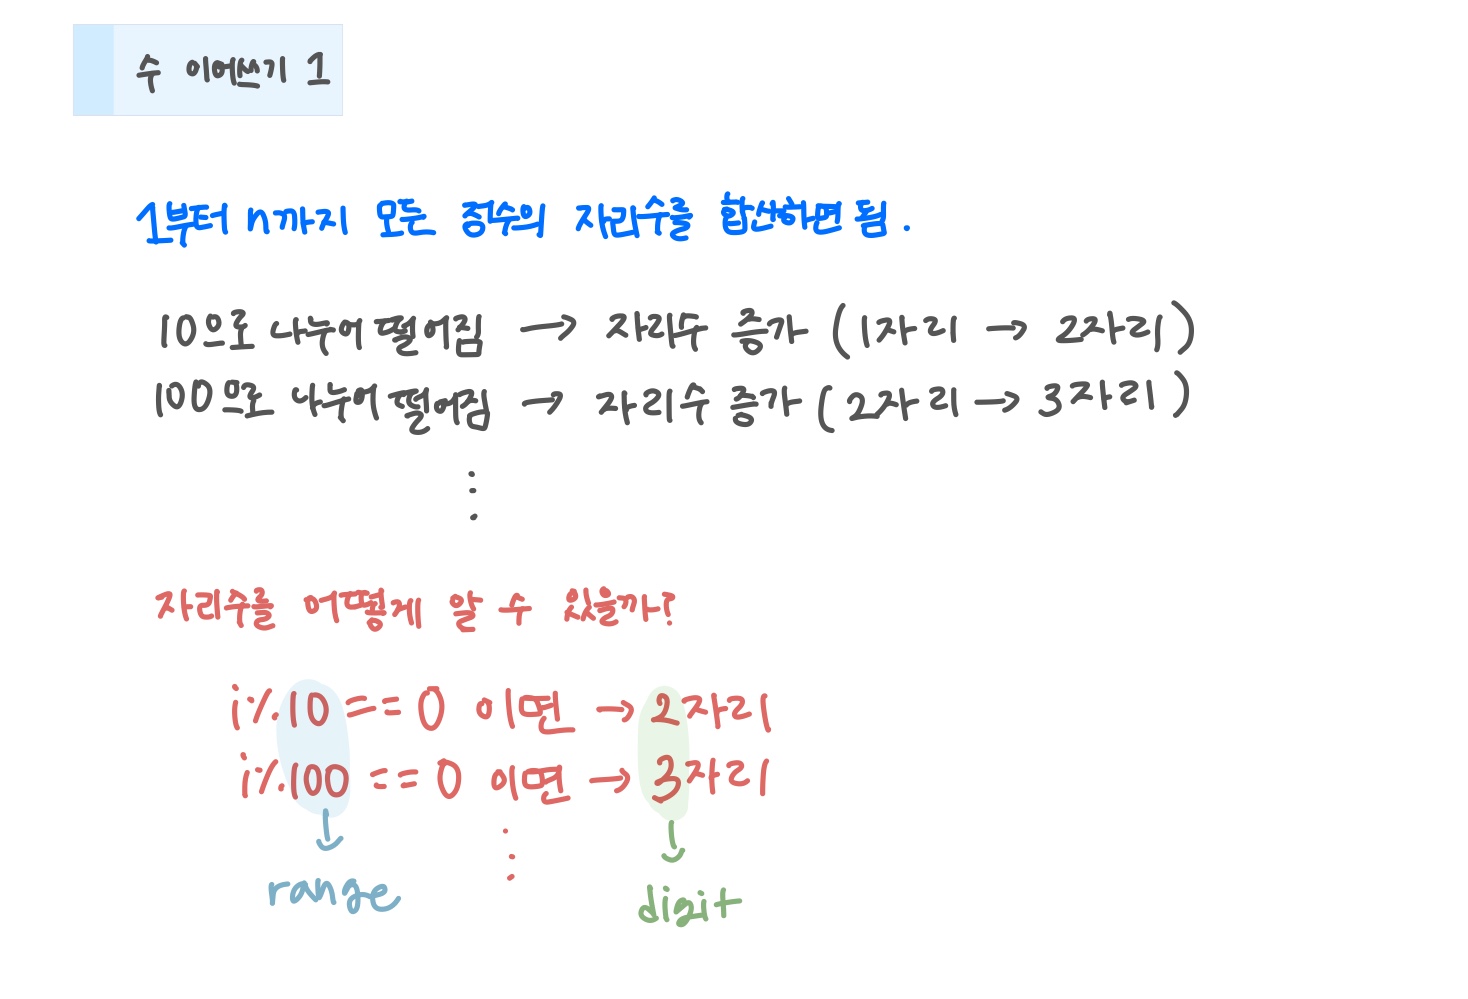 수 이어쓰기 1
1부터 n까지 모든 정수의 자리수를 합산하면 됨.
10으로 나누어 떨어짐 → 자리수 증가 (1자리 → 2자리)
100으로 나누어 떨어짐 → 자리수 증가 (2자리 → 3자리)
⋮
자리수를 어떻게 알 수 있을까?
i%10 == 0 이면 → 2자리
i%100 == 0 이면 → 3자리
⋮
range digit